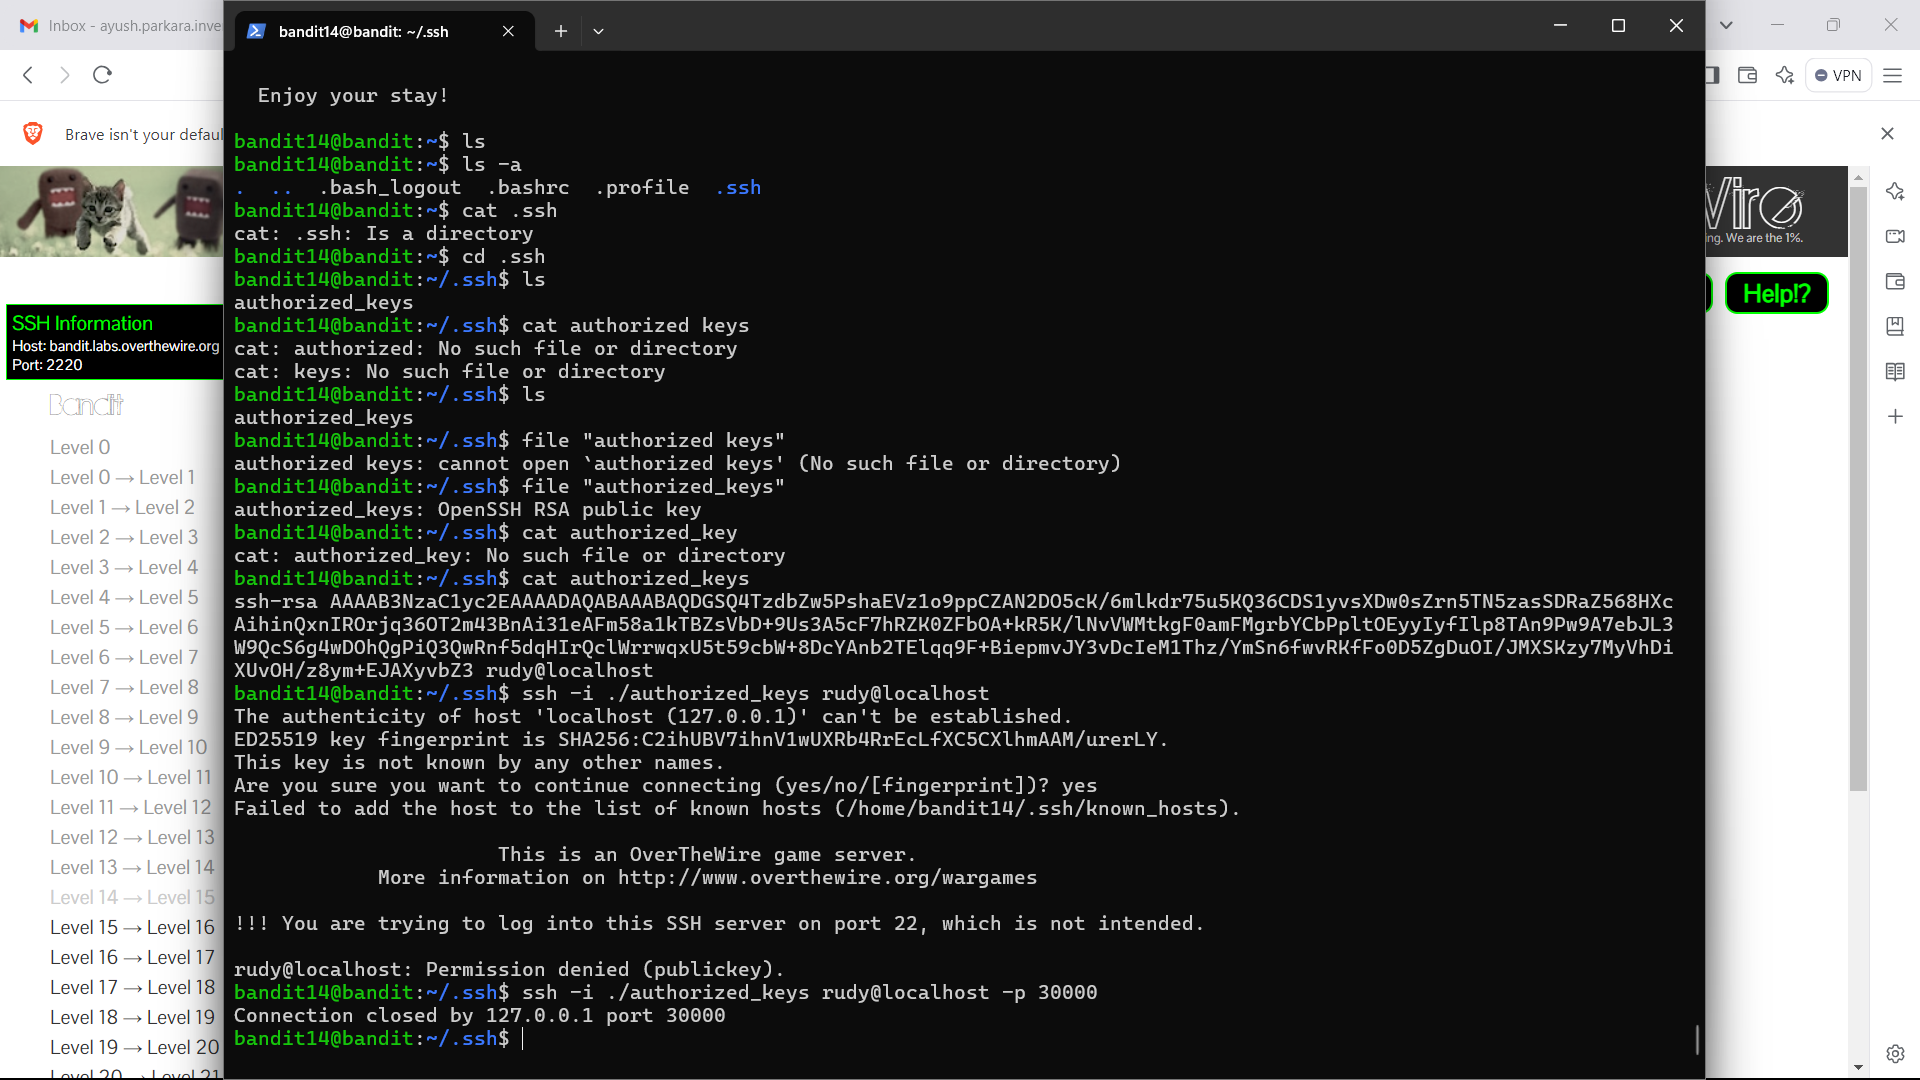 Inbox - ayush.parkara.inve
bandit14@bandit: ~/.ssh
VPN
Brave isn't your defaul
SSH Information
Host: bandit.labs.overthewire.org
Port: 2220
Bandit
Level 0
Level 0 → Level 1
Level 1 → Level 2
Level 2 → Level 3
Level 3 → Level 4
Level 4 → Level 5
Level 5 → Level 6
Level 6 → Level 7
Level 7 → Level 8
Level 8 → Level 9
Level 9 → Level 10
Level 10 → Level 11
Level 11 → Level 12
Level 12 → Level 13
Level 13 → Level 14
Level 14 → Level 15
Level 15 → Level 16
Level 16 → Level 17
Level 17 → Level 18
Level 18 → Level 19
Level 19 → Level 20
Level 20 → Level 21
Enjoy your stay!
bandit14@bandit:~$ ls
bandit14@bandit:~$ ls -a
.  ..  .bash_logout  .bashrc  .profile  .ssh
bandit14@bandit:~$ cat .ssh
cat: .ssh: Is a directory
bandit14@bandit:~$ cd .ssh
bandit14@bandit:~/.ssh$ ls
authorized_keys
bandit14@bandit:~/.ssh$ cat authorized keys
cat: authorized: No such file or directory
cat: keys: No such file or directory
bandit14@bandit:~/.ssh$ ls
authorized_keys
bandit14@bandit:~/.ssh$ file "authorized keys"
authorized keys: cannot open `authorized keys' (No such file or directory)
bandit14@bandit:~/.ssh$ file "authorized_keys"
authorized_keys: OpenSSH RSA public key
bandit14@bandit:~/.ssh$ cat authorized_key
cat: authorized_key: No such file or directory
bandit14@bandit:~/.ssh$ cat authorized_keys
ssh-rsa AAAAB3NzaC1yc2EAAAADAQABAAABAQDGSQ4TzdbZw5PshaEVz1o9ppCZAN2DO5cK/6mlkdr75u5KQ36CDS1yvsXDw0sZrn5TN5zasSDRaZ568HXc
AihinQxnIROrjq36OT2m43BnAi31eAFm58a1kTBZsVbD+9Us3A5cF7hRZK0ZFbOA+kR5K/lNvVWMtkgF0amFMgrbYCbPpltOEyyIyfIlp8TAn9Pw9A7ebJL3
W9QcS6g4wDOhQgPiQ3QwRnf5dqHIrQclWrrwqxU5t59cbW+8DcYAnb2TElqq9F+BiepmvJY3vDcIeM1Thz/YmSn6fwvRKfFo0D5ZgDuOI/JMXSKzy7MyVhDi
XUvOH/z8ym+EJAXyvbZ3 rudy@localhost
bandit14@bandit:~/.ssh$ ssh -i ./authorized_keys rudy@localhost
The authenticity of host 'localhost (127.0.0.1)' can't be established.
ED25519 key fingerprint is SHA256:C2ihUBV7ihnV1wUXRb4RrEcLfXC5CXlhmAAM/urerLY.
This key is not known by any other names.
Are you sure you want to continue connecting (yes/no/[fingerprint])? yes
Failed to add the host to the list of known hosts (/home/bandit14/.ssh/known_hosts).
This is an OverTheWire game server.
More information on http://www.overthewire.org/wargames
!!! You are trying to log into this SSH server on port 22, which is not intended.
rudy@localhost: Permission denied (publickey).
bandit14@bandit:~/.ssh$ ssh -i ./authorized_keys rudy@localhost -p 30000
Connection closed by 127.0.0.1 port 30000
bandit14@bandit:~/.ssh$
ng. We are the 1%.
Help!?